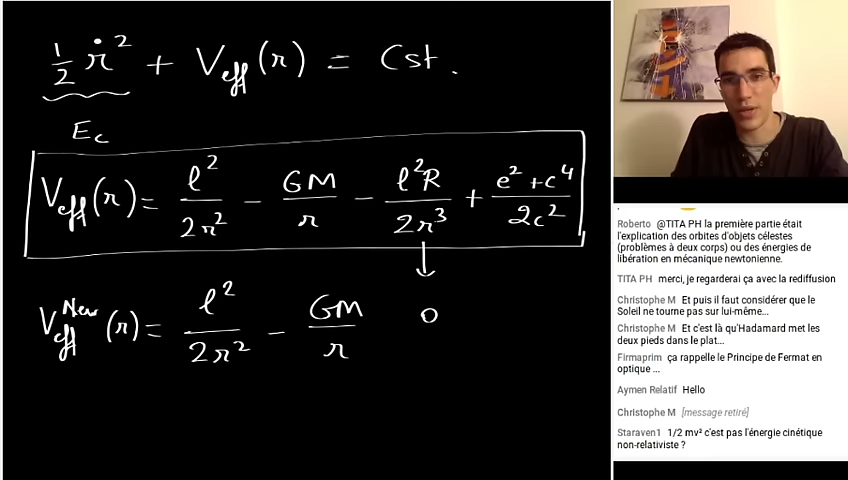 ½ ṙ² + Veff(r) = Cst.
Ec
Veff(r) = ℓ²/2r² - GM/r - ℓ²R/2r³ + e²+c⁴/2c²
↓
VeffNew(r) = ℓ²/2r² - GM/r 0
Roberto @TITA PH la première partie était
l'explication des orbites d'objets célestes
(problèmes à deux corps) ou des énergies de
libération en mécanique newtonienne.
TITA PH merci, je regarderai ça avec la rediffusion
Christophe M Et puis il faut considérer que le
Soleil ne tourne pas sur lui-même...
Christophe M Et c'est là qu'Hadamard met les
deux pieds dans le plat...
Firmaprim ça rappelle le Principe de Fermat en
optique ...
Aymen Relatif Hello
Christophe M [message retiré]
Staraven1 1/2 mv² c'est pas l'énergie cinétique
non-relativiste ?